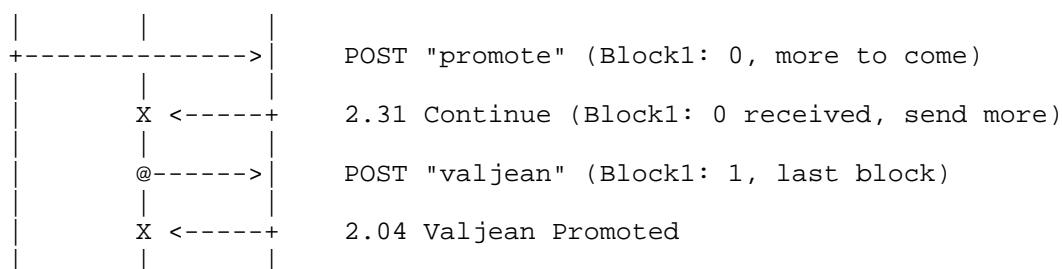 POST "promote" (Block1: 0, more to come)
X 2.31 Continue (Block1: 0 received, send more)
@ POST "valjean" (Block1: 1, last block)
X 2.04 Valjean Promoted